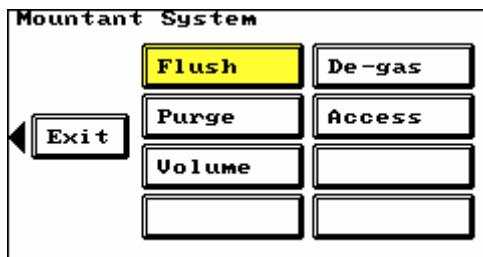 Mountant System
Flush De-gas
Purge Access
Exit
Volume